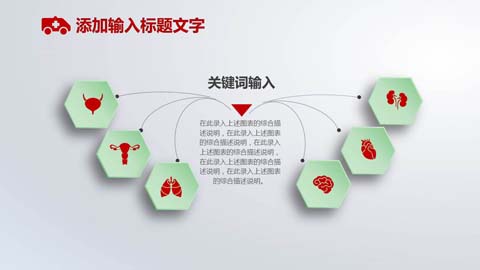 添加输入标题文字
关键词输入
在此录入上述图表的综合描
述说明，在此录入上述图表
的综合描述说明，在此录入
上述图表的综合描述说明，
在此录入上述图表的综合描
述说明，在此录入上述图表
的综合描述说明。